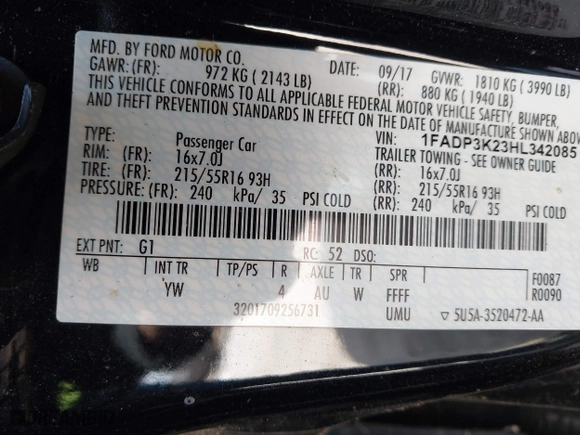 MFD. BY FORD MOTOR CO.
DATE: 09/17 GVWR: 1810 KG ( 3990 LB)
GAWR: (FR): 972 KG ( 2143 LB) (RR): 880 KG ( 1940 LB)
THIS VEHICLE CONFORMS TO ALL APPLICABLE FEDERAL MOTOR VEHICLE SAFETY, BUMPER,
AND THEFT PREVENTION STANDARDS IN EFFECT ON THE DATE OF MANUFACTURE SHOWN ABOVE.
VIN: 1FADP3K23HL342085
TYPE: Passenger Car TRAILER TOWING - SEE OWNER GUIDE
RIM: (FR): 16x7.0J (RR): 16x7.0J
TIRE: (FR): 215/55R16 93H (RR): 215/55R16 93H
PRESSURE: (FR): 240 kPa/ 35 PSI COLD (RR): 240 kPa/ 35 PSI COLD
EXT PNT: G1 RC: 52 DSO:
WB INT TR TP/PS R AXLE TR SPR F0087
YW 4 AU W FFFF R0090
3201709256731 UMU ▽ 5U5A-3520472-AA